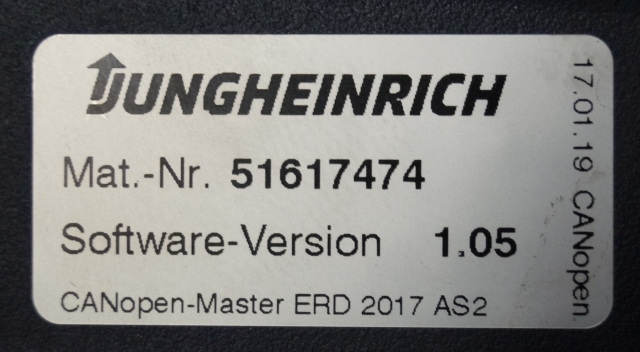 JUNGHEINRICH
Mat.-Nr. 51617474
Software-Version 1.05
CANopen-Master ERD 2017 AS2
17.01.19 CANopen